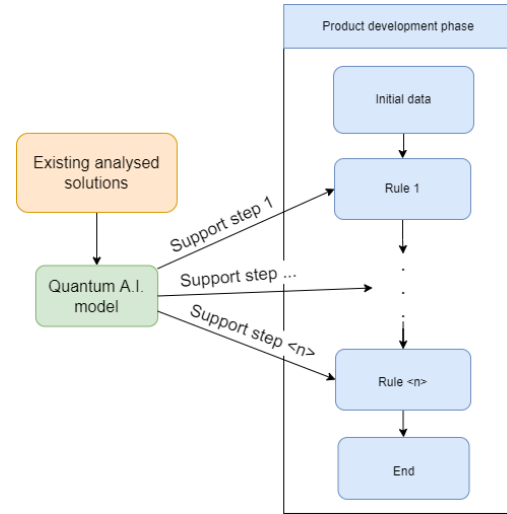 Product development phase
Initial data
Existing analysed
solutions
Rule 1
Support step 1
Quantum A.I.
model
Support step ...
Support step <n>
Rule <n>
End